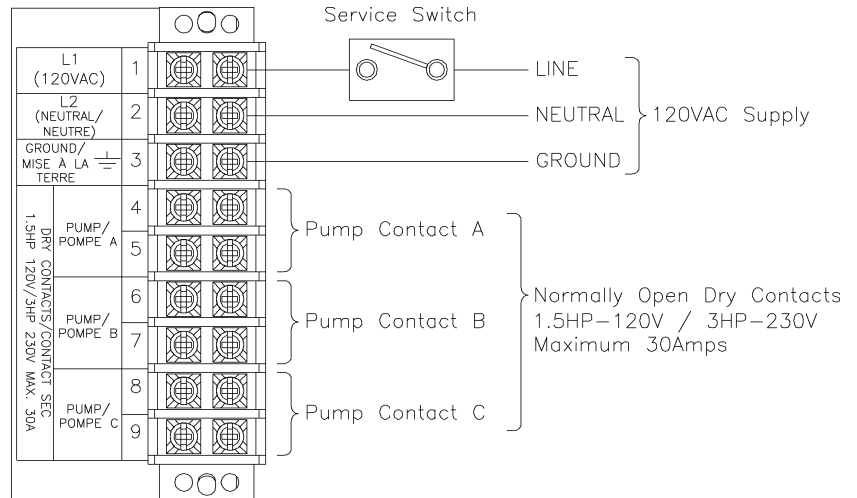 Service Switch
L1
(120VAC)
1
LINE
L2
(NEUTRAL/
NEUTRE)
2
NEUTRAL
120VAC Supply
GROUND/
MISE À LA
TERRE
3
GROUND
DRY CONTACTS/CONTACT SEC
1.5HP 120V/3HP 230V MAX. 30A
PUMP/
POMPE A
4
5
Pump Contact A
PUMP/
POMPE B
6
7
Pump Contact B
PUMP/
POMPE C
8
9
Pump Contact C
Normally Open Dry Contacts
1.5HP-120V / 3HP-230V
Maximum 30Amps